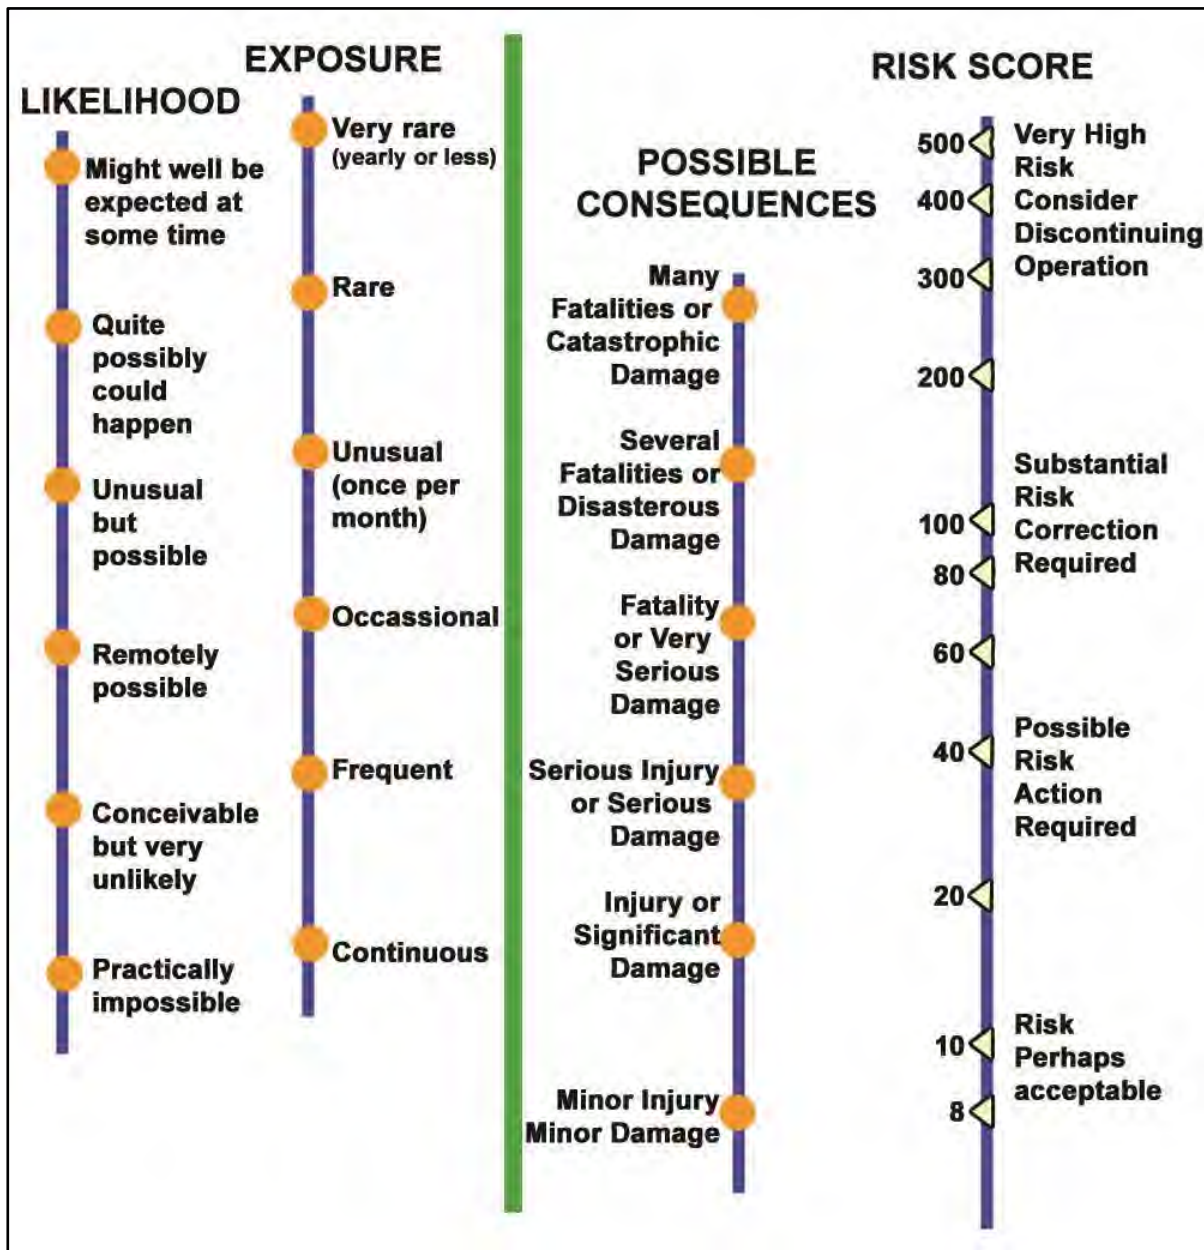 LIKELIHOOD
Might well be
expected at
some time
Quite
possibly
could
happen
Unusual
but
possible
Remotely
possible
Conceivable
but very
unlikely
Practically
impossible
EXPOSURE
Very rare
(yearly or less)
Rare
Unusual
(once per
month)
Occassional
Frequent
Continuous
POSSIBLE
CONSEQUENCES
Many
Fatalities or
Catastrophic
Damage
Several
Fatalities or
Disasterous
Damage
Fatality
or Very
Serious
Damage
Serious Injury
or Serious
Damage
Injury or
Significant
Damage
Minor Injury
Minor Damage
RISK SCORE
500
400
300
200
100
80
60
40
20
10
8
Very High
Risk
Consider
Discontinuing
Operation
Substantial
Risk
Correction
Required
Possible
Risk
Action
Required
Risk
Perhaps
acceptable